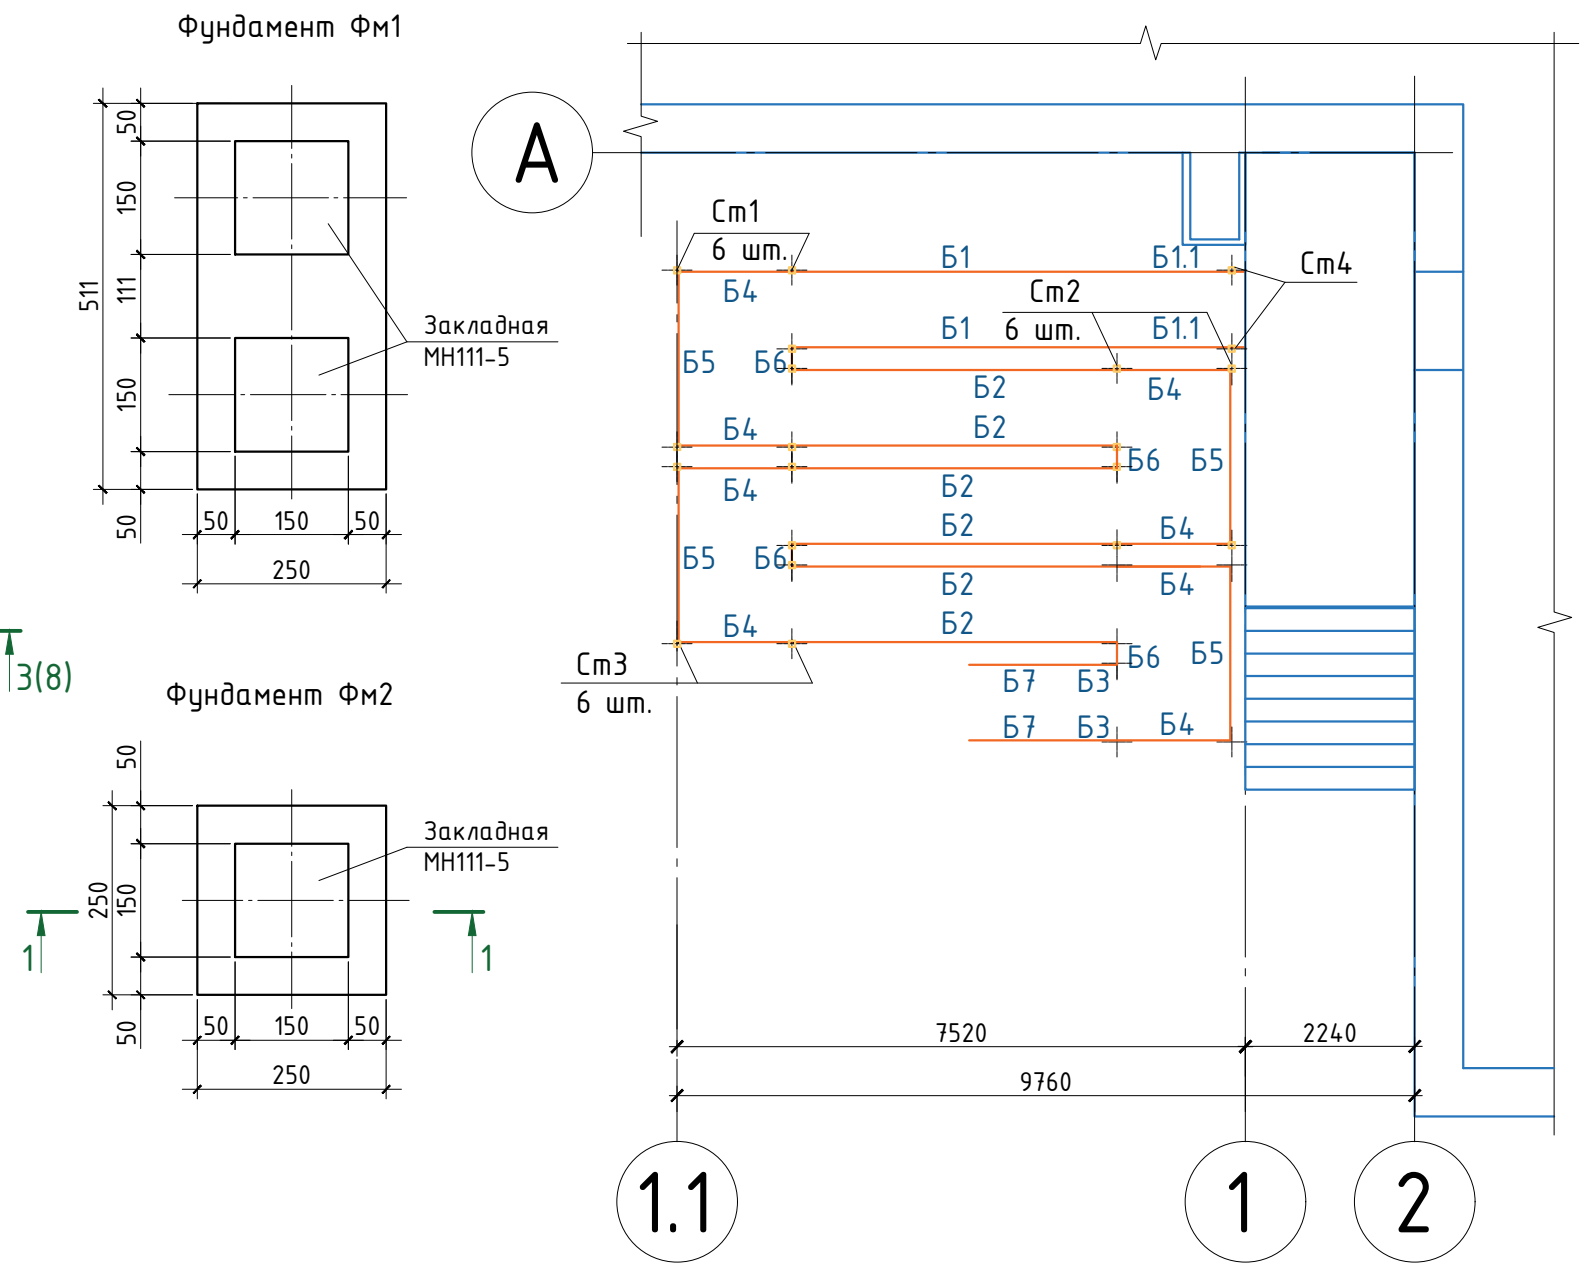 Фундамент Фм1
50
150
111
150
50
511
50
150
50
250
Закладная
МН111-5
3(8)
Фундамент Фм2
50
150
250
50
50
150
50
250
Закладная
МН111-5
1
1
А
Ст1
6 шт.
Б1
Б1.1
Ст4
Б4
Ст2
6 шт.
Б1
Б1.1
Б5
Б6
Б2
Б4
Б4
Б2
Б6
Б5
Б4
Б2
Б2
Б4
Б5
Б6
Б2
Б4
Б4
Б2
Б6
Б5
Ст3
6 шт.
Б7
Б3
Б7
Б3
Б4
7520
2240
9760
1.1
1
2